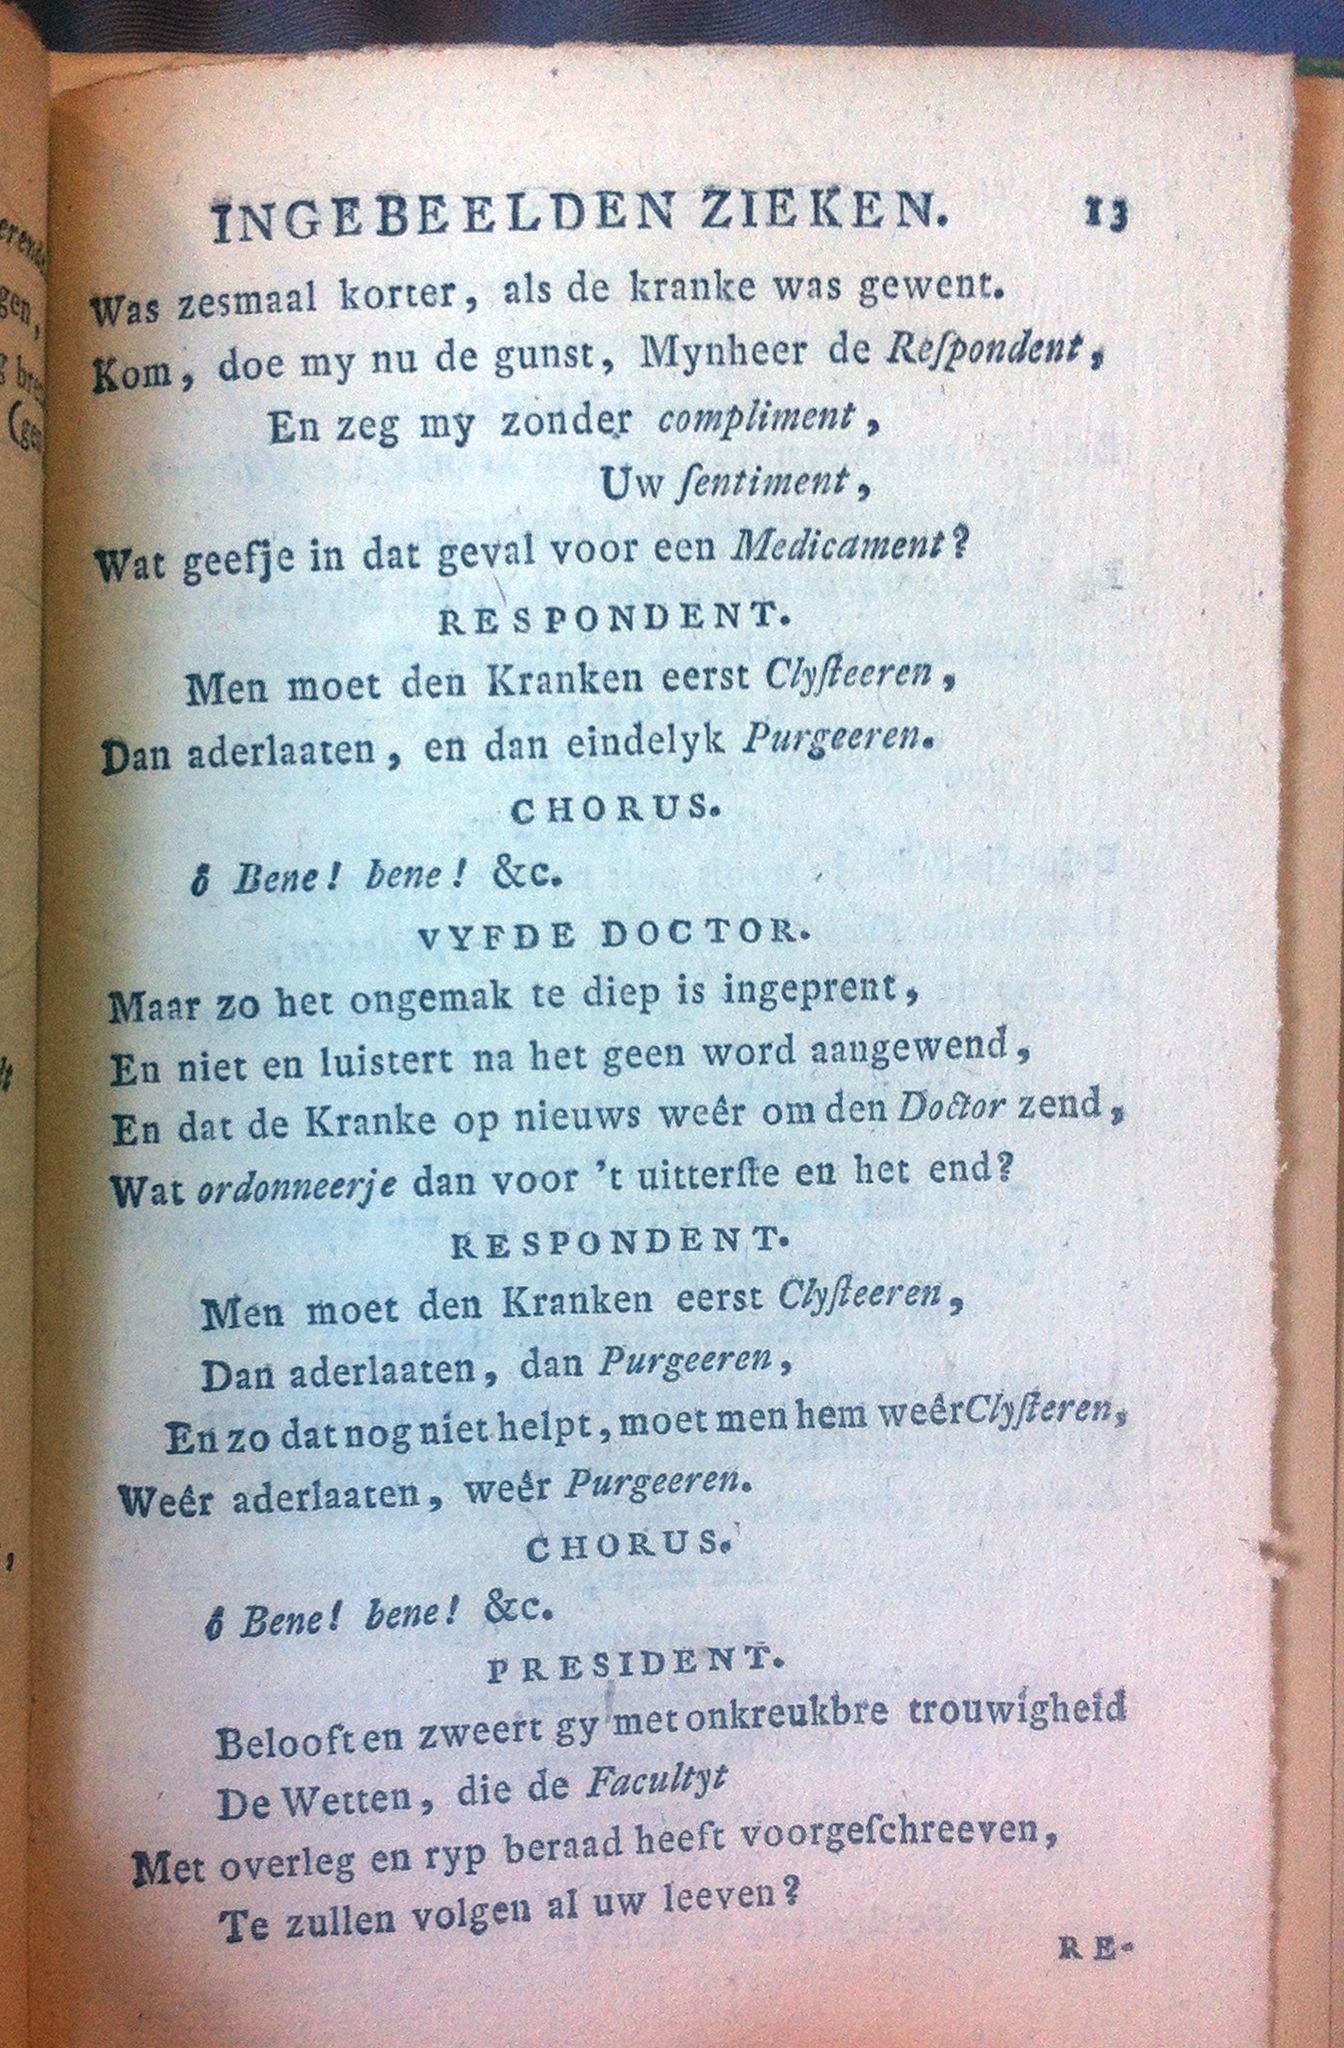 INGEBEELDEN ZIEKEN. 13
Was zesmaal korter, als de kranke was gewent.
Kom, doe my nu de gunst, Mynheer de Reſpondent,
En zeg my zonder compliment,
Uw ſentiment,
Wat geefje in dat geval voor een Medicament?
RESPONDENT.
Men moet den Kranken eerst Clyſteeren,
Dan aderlaaten, en dan eindelyk Purgeeren.
CHORUS.
ô Bene! bene! &c.
VYFDE DOCTOR.
Maar zo het ongemak te diep is ingeprent,
En niet en luistert na het geen word aangewend,
En dat de Kranke op nieuws weêr om den Doctor zend,
Wat ordonneerje dan voor 't uitterſte en het end?
RESPONDENT.
Men moet den Kranken eerst Clyſteeren,
Dan aderlaaten, dan Purgeeren,
En zo dat nog niet helpt, moet men hem weêr Clyſteren,
Weêr aderlaaten, weêr Purgeeren.
CHORUS.
ô Bene! bene! &c.
PRESIDENT.
Belooft en zweert gy met onkreukbre trouwigheid
De Wetten, die de Facultyt
Met overleg en ryp beraad heeft voorgeſchreeven,
Te zullen volgen al uw leeven?
RE-